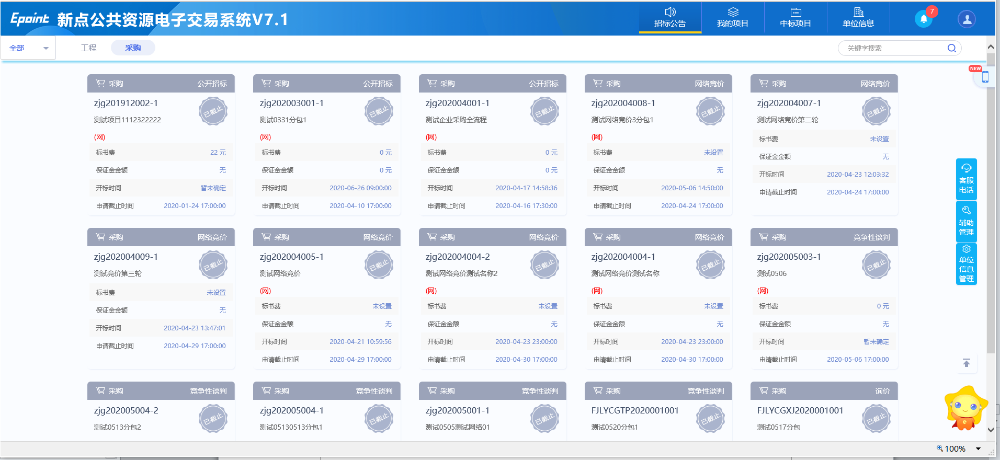 Epoint 新点公共资源电子交易系统V7.1
招标公告
我的项目
中标项目
单位信息
7
全部
工程
采购
关键字搜索
NEW
采购 公开招标
zjg201912002-1
已截止
测试项目1112322222
(网)
标书费 22 元
保证金金额 无
开标时间 暂未确定
申请截止时间 2020-01-24 17:00:00
采购 公开招标
zjg202003001-1
已截止
测试0331分包1
(网)
标书费 0 元
保证金金额 0 元
开标时间 2020-06-26 09:00:00
申请截止时间 2020-04-10 17:00:00
采购 公开招标
zjg202004001-1
已截止
测试企业采购全流程
(网)
标书费 0 元
保证金金额 0 元
开标时间 2020-04-17 14:58:36
申请截止时间 2020-04-16 17:30:00
采购 网络竞价
zjg202004008-1
已截止
测试网络竞价3分包1
(网)
标书费 未设置
保证金金额 无
开标时间 2020-05-06 14:50:00
申请截止时间 2020-04-24 17:00:00
采购 网络竞价
zjg202004007-1
已截止
测试网络竞价第二轮
标书费 未设置
保证金金额 无
开标时间 2020-04-23 12:03:32
申请截止时间 2020-04-24 17:00:00
采购 网络竞价
zjg202004009-1
已截止
测试竞价第三轮
标书费 未设置
保证金金额 无
开标时间 2020-04-23 13:47:01
申请截止时间 2020-04-29 17:00:00
采购 网络竞价
zjg202004005-1
已截止
测试网络竞价
(网)
标书费 未设置
保证金金额 无
开标时间 2020-04-21 10:59:56
申请截止时间 2020-04-29 17:00:00
采购 网络竞价
zjg202004004-2
已截止
测试网络竞价测试名称2
(网)
标书费 未设置
保证金金额 无
开标时间 2020-04-23 23:00:00
申请截止时间 2020-04-30 17:00:00
采购 网络竞价
zjg202004004-1
已截止
测试网络竞价测试名称
(网)
标书费 未设置
保证金金额 无
开标时间 2020-04-23 23:00:00
申请截止时间 2020-04-30 17:00:00
采购 竞争性谈判
zjg202005003-1
已截止
测试0506
(网)
标书费 0 元
保证金金额 无
开标时间 暂未确定
申请截止时间 2020-05-06 17:00:00
采购 竞争性谈判
zjg202005004-2
已截止
测试0513分包2
采购 竞争性谈判
zjg202005004-1
已截止
测试05130513分包1
采购 竞争性谈判
zjg202005001-1
已截止
测试0505测试网络01
采购 竞争性谈判
FJLYCGTP2020001001
已截止
测试0520分包1
采购 询价
FJLYCGXJ2020001001
已截止
测试0517分包
客服
电话
辅助
管理
单位
信息
管理
100%